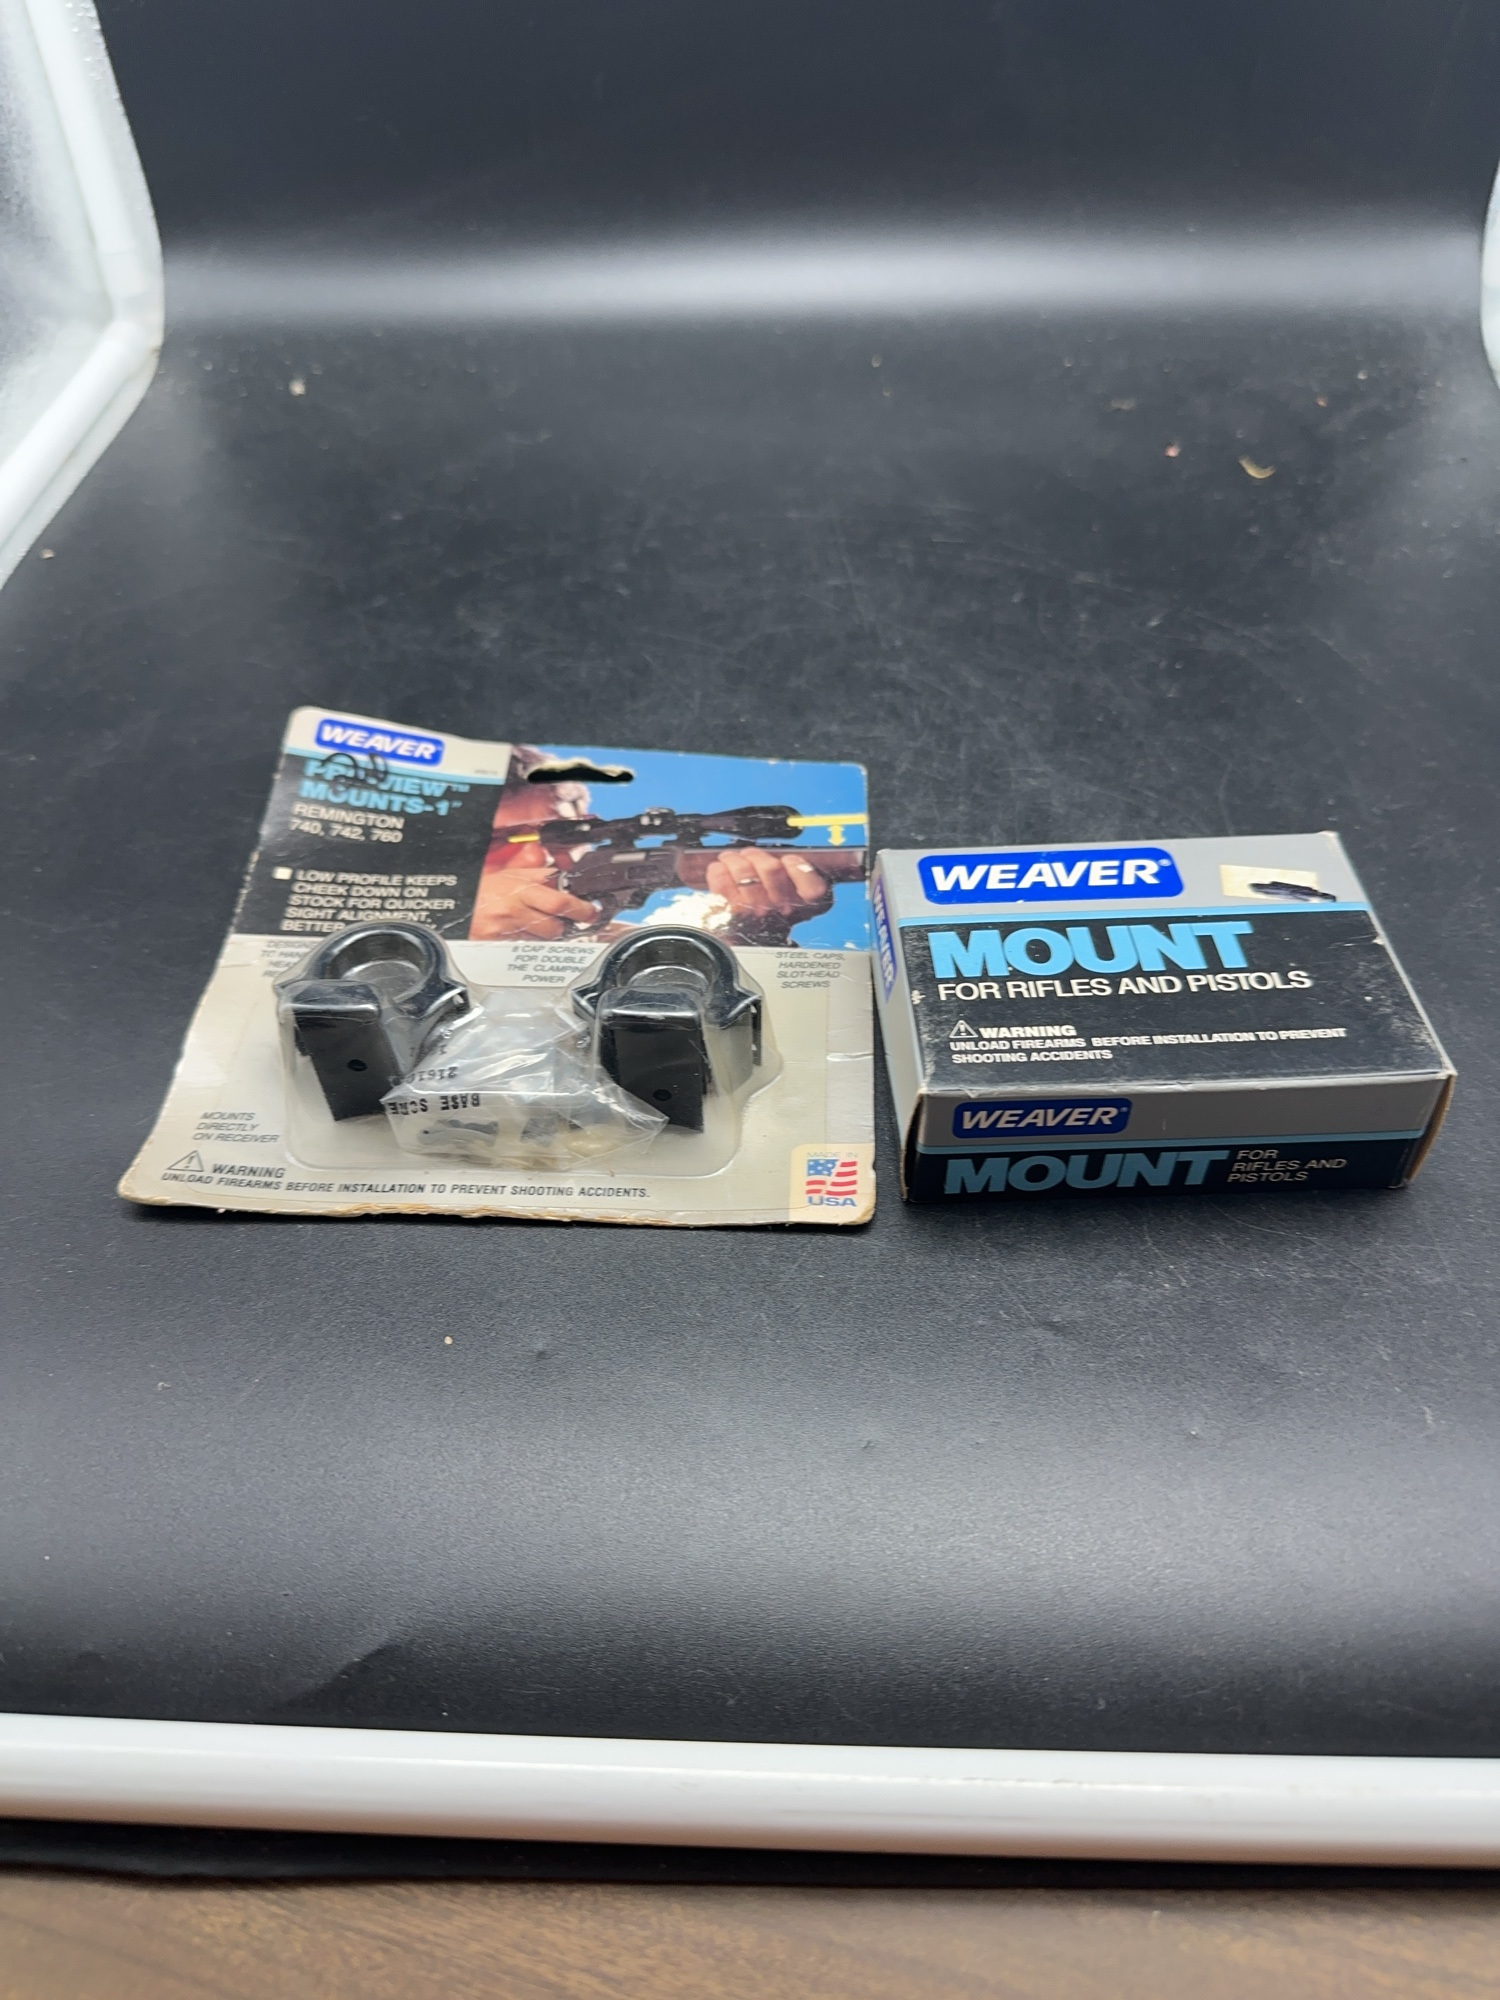 WEAVER
MOUNTS-1"
REMINGTON
740, 742, 760
LOW PROFILE KEEPS
CHEEK DOWN ON
STOCK FOR QUICKER
SIGHT ALIGNMENT,
BETTER
8 CAP SCREWS
FOR DOUBLE
THE CLAMPING
POWER
STEEL CAPS,
HARDENED
SLOT-HEAD
SCREWS
BASE SCRE
MOUNTS
DIRECTLY
ON RECEIVER
WARNING
UNLOAD FIREARMS BEFORE INSTALLATION TO PREVENT SHOOTING ACCIDENTS.
MADE IN
USA
WEAVER®
MOUNT
FOR RIFLES AND PISTOLS
WARNING
UNLOAD FIREARMS BEFORE INSTALLATION TO PREVENT
SHOOTING ACCIDENTS
WEAVER
WEAVER®
MOUNT FOR
RIFLES AND
PISTOLS